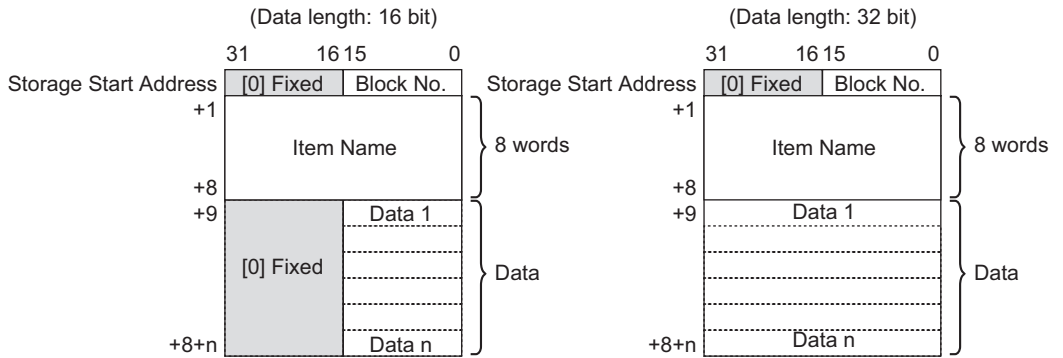 (Data length: 16 bit)
31 16 15 0
Storage Start Address [0] Fixed Block No.
+1
Item Name 8 words
+8
+9 Data 1
[0] Fixed Data
+8+n Data n
(Data length: 32 bit)
31 16 15 0
Storage Start Address [0] Fixed Block No.
+1
Item Name 8 words
+8
+9 Data 1
Data
+8+n Data n